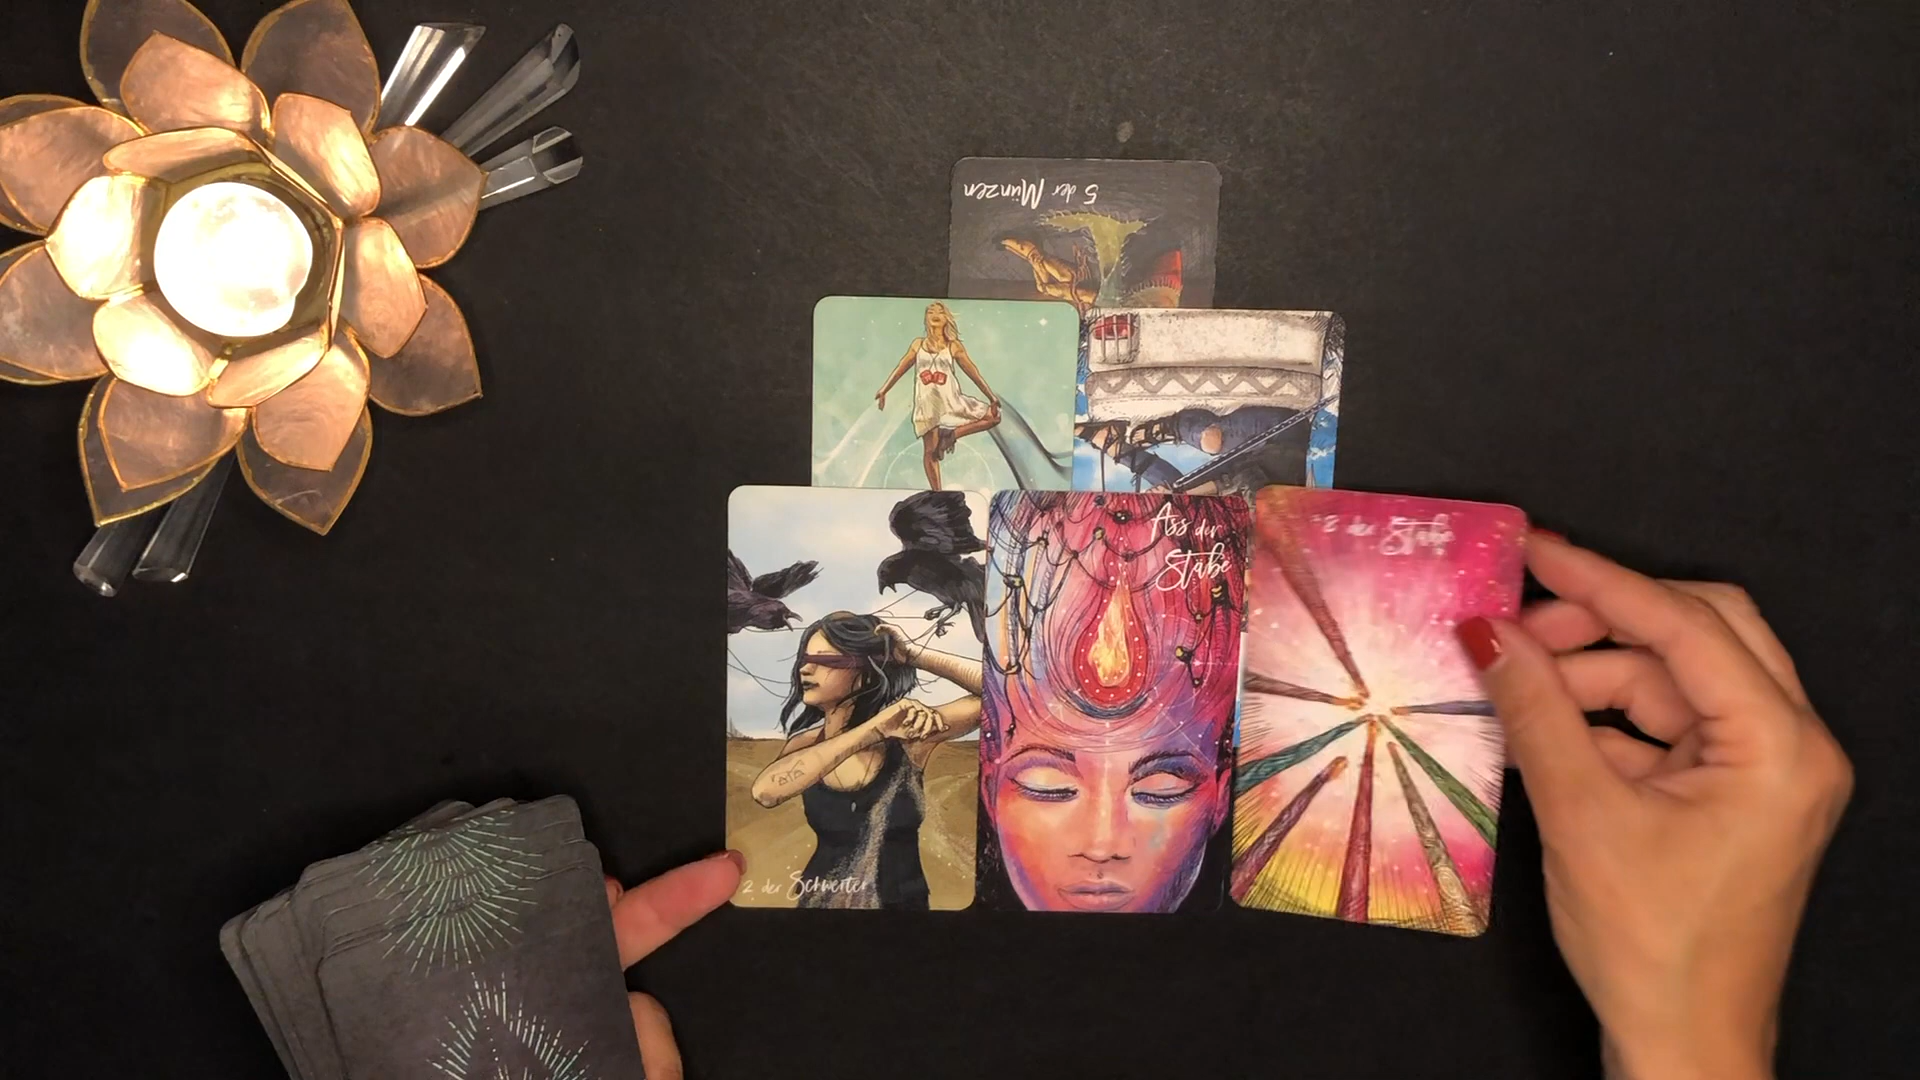 5 der Münzen
Ass der
Stäbe
8 der Stäbe
2 der Schwerter